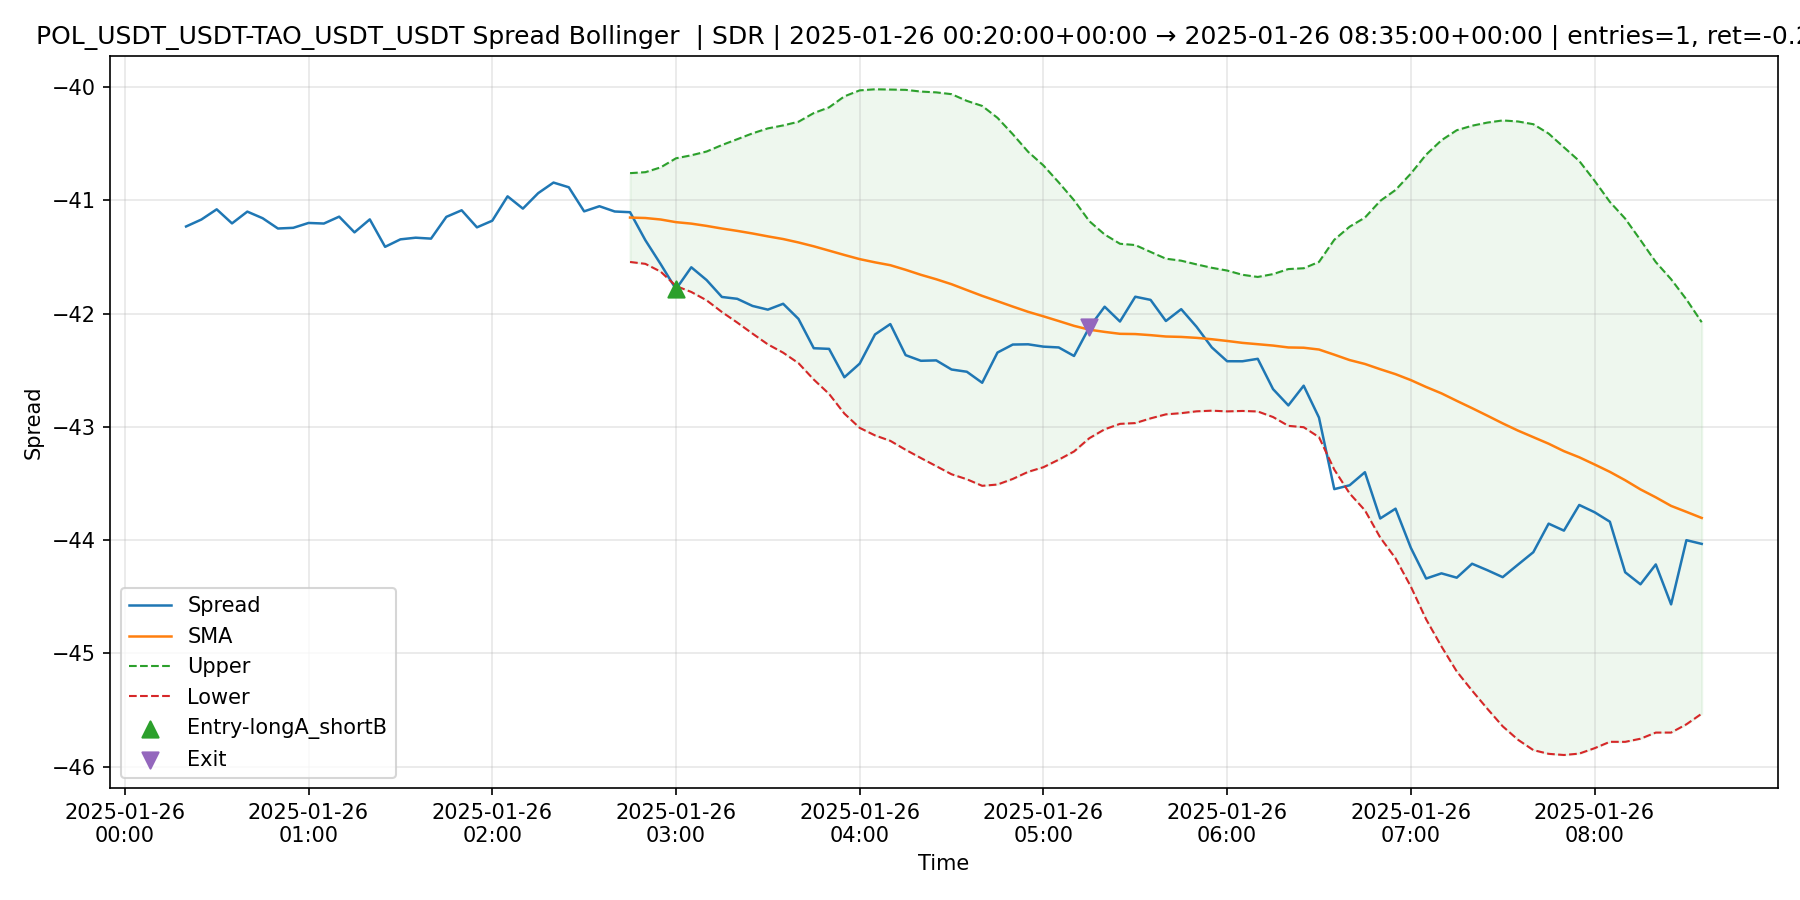 POL_USDT_USDT-TAO_USDT_USDT Spread Bollinger | SDR | 2025-01-26 00:20:00+00:00 → 2025-01-26 08:35:00+00:00 | entries=1, ret=-0.2
−40
−41
−42
−43
−44
−45
−46
Spread
Spread
SMA
Upper
Lower
Entry-longA_shortB
Exit
2025-01-26 2025-01-26 2025-01-26 2025-01-26 2025-01-26 2025-01-26 2025-01-26 2025-01-26 2025-01-26
00:00 01:00 02:00 03:00 04:00 05:00 06:00 07:00 08:00
Time